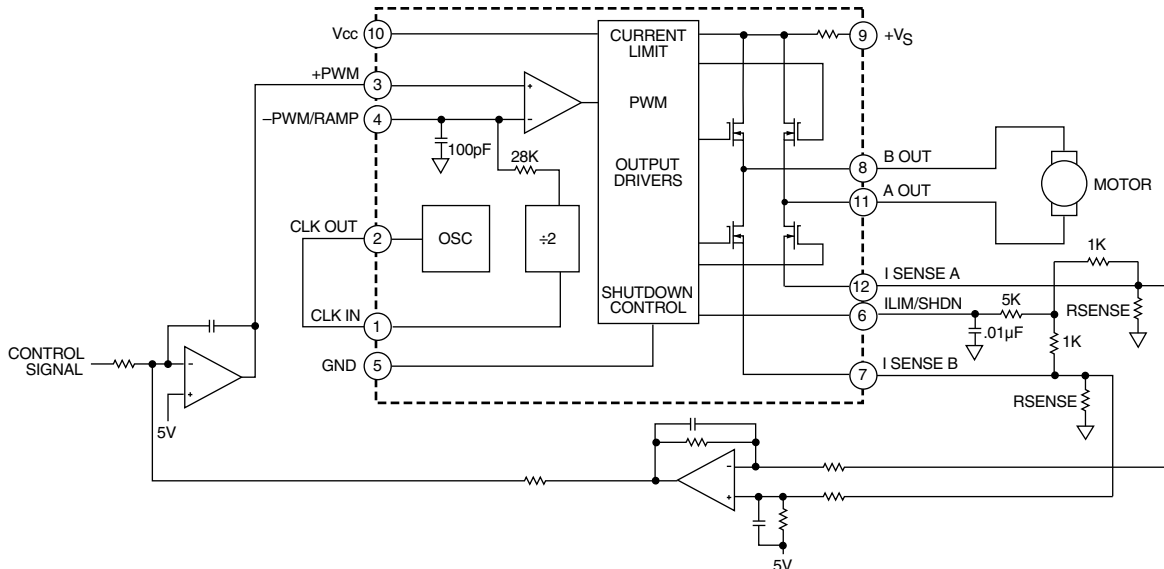 Vcc
10
+PWM
3
–PWM/RAMP
4
100pF
28K
CLK OUT
2
OSC
÷2
CLK IN
1
GND
5
CURRENT
LIMIT
PWM
OUTPUT
DRIVERS
SHUTDOWN
CONTROL
9
+VS
8
B OUT
11
A OUT
MOTOR
12
I SENSE A
1K
RSENSE
6
ILIM/SHDN
5K
.01µF
1K
7
I SENSE B
RSENSE
CONTROL
SIGNAL
–
+
5V
+
–
–
+
5V